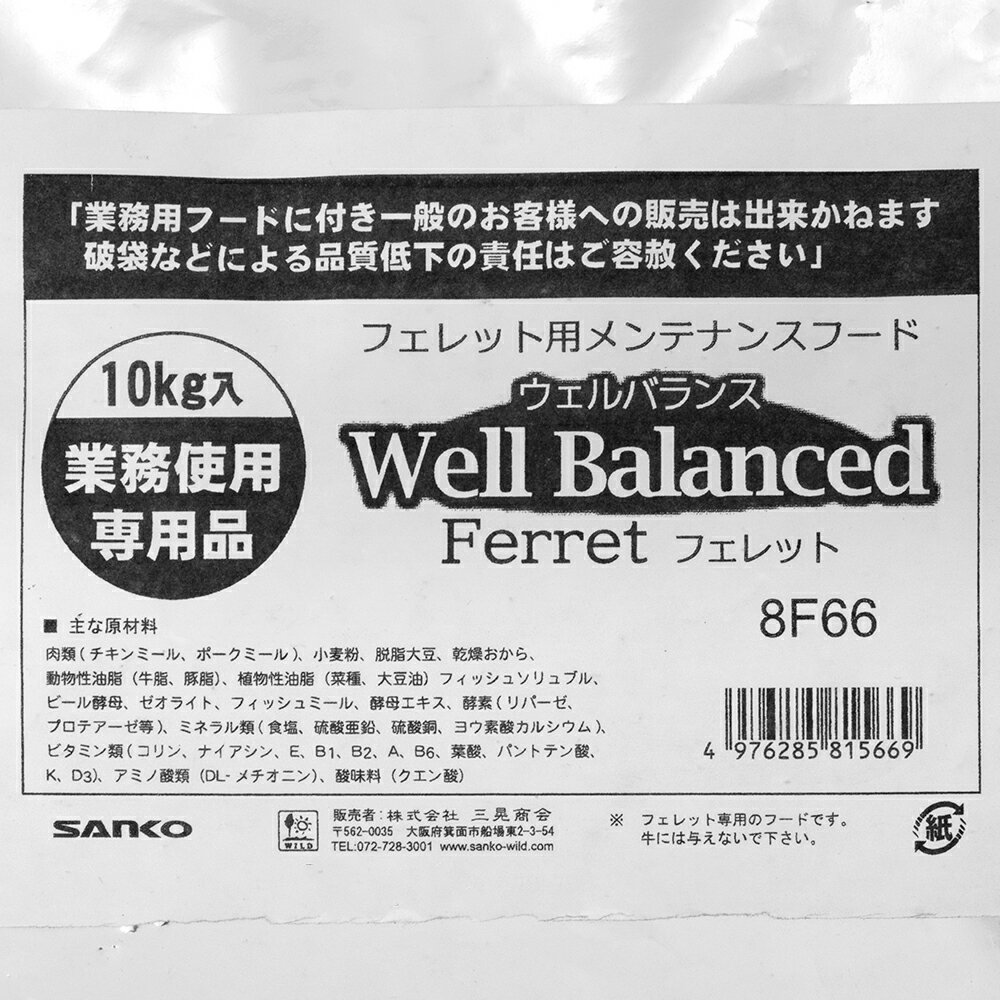 「業務用フードに付き一般のお客様への販売は出来かねます
破袋などによる品質低下の責任はご容赦ください」
10kg入
業務使用
専用品
フェレット用メンテナンスフード
ウェルバランス
Well Balanced
Ferret フェレット
8F66
■ 主な原材料
肉類(チキンミール、ポークミール)、小麦粉、脱脂大豆、乾燥おから、
動物性油脂(牛脂、豚脂)、植物性油脂(菜種、大豆油)フィッシュソリュブル、
ビール酵母、ゼオライト、フィッシュミール、酵母エキス、酵素(リパーゼ、
プロテアーゼ等)、ミネラル類(食塩、硫酸亜鉛、硫酸銅、ヨウ素酸カルシウム)、
ビタミン類(コリン、ナイアシン、E、B1、B2、A、B6、葉酸、パントテン酸、
K、D3)、アミノ酸類(DL-メチオニン)、酸味料(クエン酸)
4 976285 815669
SANKO
WILD
販売者:株式会社 三晃商会
〒562-0035 大阪府箕面市船場東2-3-54
TEL:072-728-3001 www.sanko-wild.com
※ フェレット専用のフードです。
牛には与えないで下さい。
紙